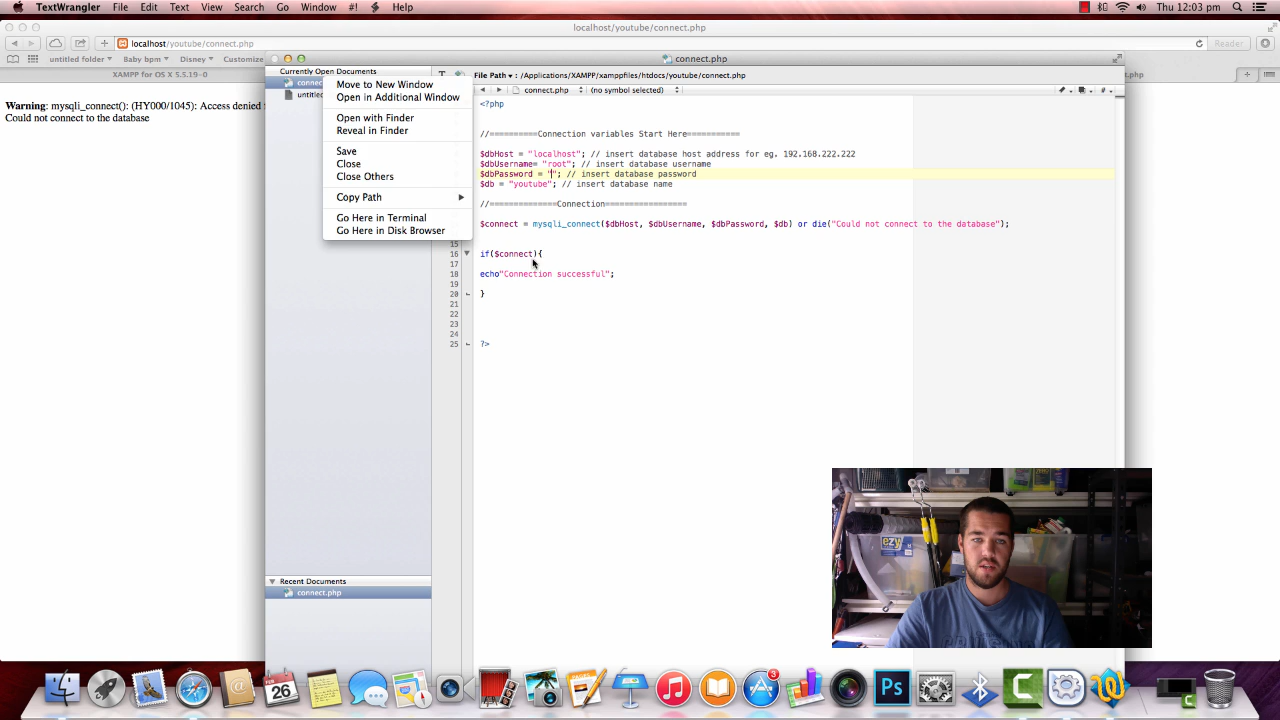 TextWrangler File Edit Text View Search Go Window #! Help Thu 12:03 pm
localhost/youtube/connect.php
localhost/youtube/connect.php Reader
untitled folder Baby bpm Disney Customize
XAMPP for OS X 5.5.19-0
Warning: mysqli_connect(): (HY000/1045): Access denied
Could not connect to the database
connect.php
Currently Open Documents
File Path : /Applications/XAMPP/xamppfiles/htdocs/youtube/connect.php
connect.php (no symbol selected)
Move to New Window
Open in Additional Window
Open with Finder
Reveal in Finder
Save
Close
Close Others
Copy Path
Go Here in Terminal
Go Here in Disk Browser
<?php
//==========Connection variables Start Here===========
$dbHost = "localhost"; // insert database host address for eg. 192.168.222.222
$dbUsername= "root"; // insert database username
$dbPassword = ""; // insert database password
$db = "youtube"; // insert database name
//=============Connection================
$connect = mysqli_connect($dbHost, $dbUsername, $dbPassword, $db) or die("Could not connect to the database");
15
16 if($connect){
17
18 echo"Connection successful";
19
20 }
21
22
23
24
25 ?>
Recent Documents
connect.php
ezy
FEB
26
3
Ps
C